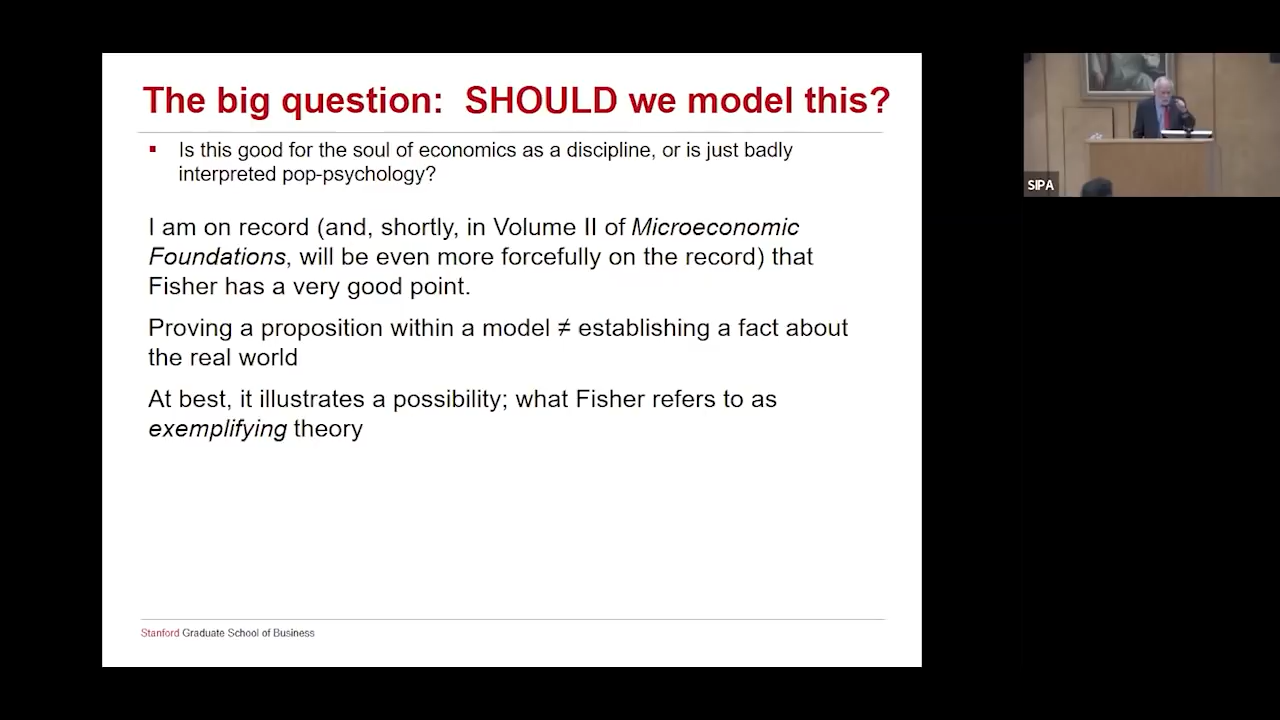 The big question:  SHOULD we model this?
▪ Is this good for the soul of economics as a discipline, or is just badly
interpreted pop-psychology?
I am on record (and, shortly, in Volume II of Microeconomic
Foundations, will be even more forcefully on the record) that
Fisher has a very good point.
Proving a proposition within a model ≠ establishing a fact about
the real world
At best, it illustrates a possibility; what Fisher refers to as
exemplifying theory
Stanford Graduate School of Business
SIPA